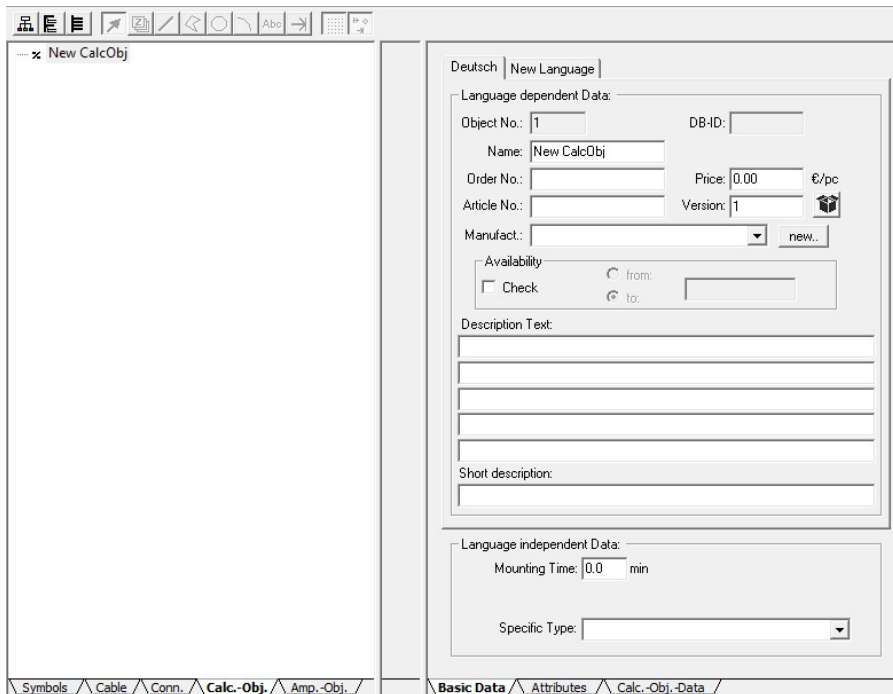 Abc
New CalcObj
Deutsch New Language
Language dependent Data:
Object No.: 1 DB-ID:
Name: New CalcObj
Order No.: Price: 0.00 €/pc
Article No.: Version: 1
Manufact.: new..
Availability
Check from:
to:
Description Text:
Short description:
Language independent Data:
Mounting Time: 0.0 min
Specific Type:
Symbols Cable Conn. Calc.-Obj. Amp.-Obj. Basic Data Attributes Calc.-Obj.-Data